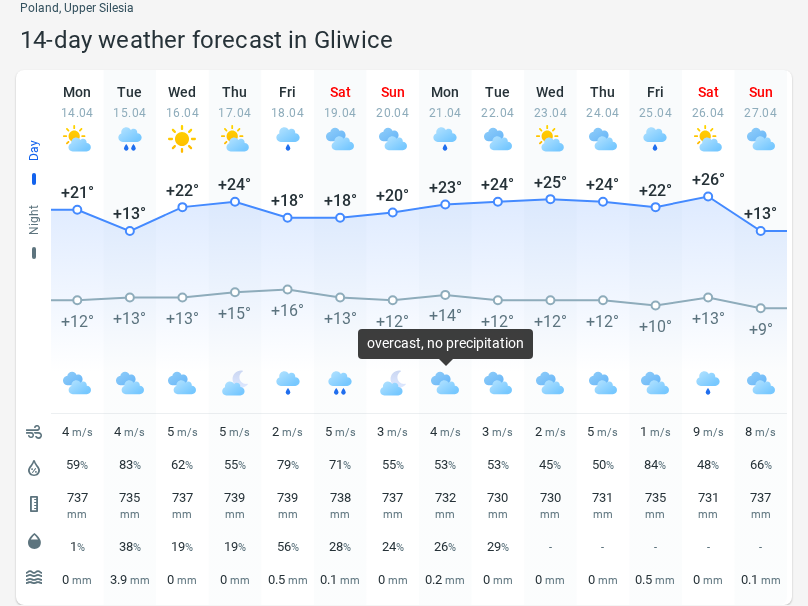 Poland, Upper Silesia
14-day weather forecast in Gliwice
Mon Tue Wed Thu Fri Sat Sun Mon Tue Wed Thu Fri Sat Sun
14.04 15.04 16.04 17.04 18.04 19.04 20.04 21.04 22.04 23.04 24.04 25.04 26.04 27.04
Day
+21° +13° +22° +24° +18° +18° +20° +23° +24° +25° +24° +22° +26° +13°
Night
+12° +13° +13° +15° +16° +13° +12° +14° +12° +12° +12° +10° +13° +9°
overcast, no precipitation
4 m/s 4 m/s 5 m/s 5 m/s 2 m/s 5 m/s 3 m/s 4 m/s 3 m/s 2 m/s 5 m/s 1 m/s 9 m/s 8 m/s
59% 83% 62% 55% 79% 71% 55% 53% 53% 45% 50% 84% 48% 66%
737 735 737 739 739 738 737 732 730 730 731 735 731 737
mm mm mm mm mm mm mm mm mm mm mm mm mm mm
1% 38% 19% 19% 56% 28% 24% 26% 29% - - - - -
0 mm 3.9 mm 0 mm 0 mm 0.5 mm 0.1 mm 0 mm 0.2 mm 0 mm 0 mm 0 mm 0.5 mm 0 mm 0.1 mm